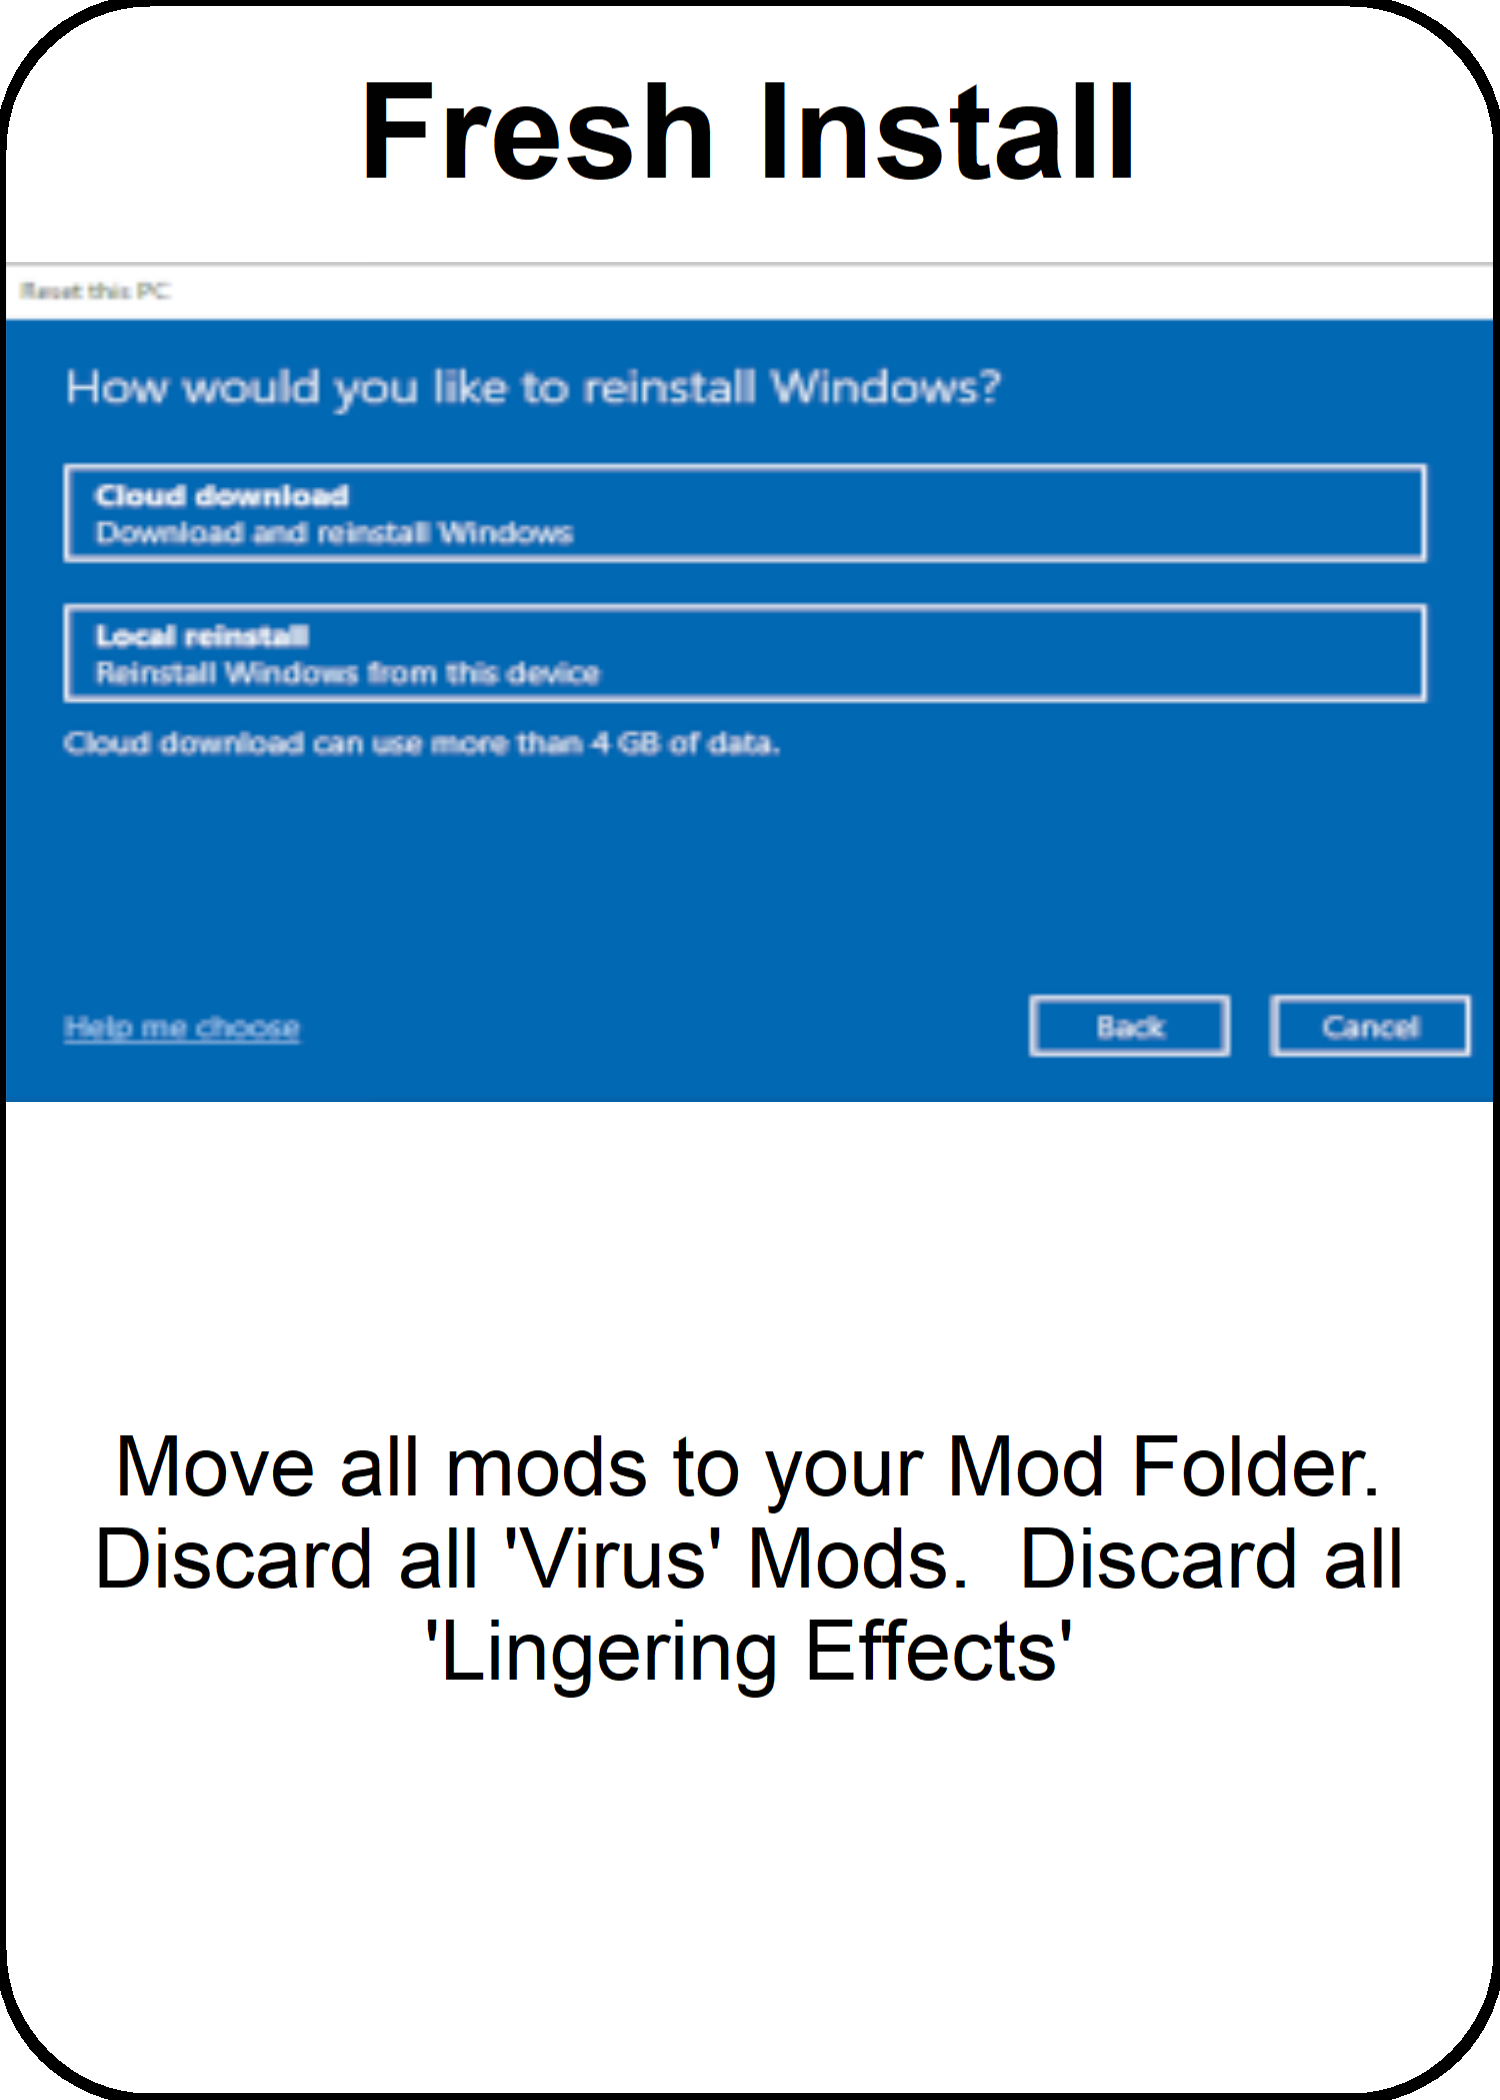 Fresh Install
Reset this PC
How would you like to reinstall Windows?
Cloud download
Download and reinstall Windows
Local reinstall
Reinstall Windows from this device
Cloud download can use more than 4 GB of data.
Help me choose
Back
Cancel
Move all mods to your Mod Folder.
Discard all 'Virus' Mods.  Discard all
'Lingering Effects'